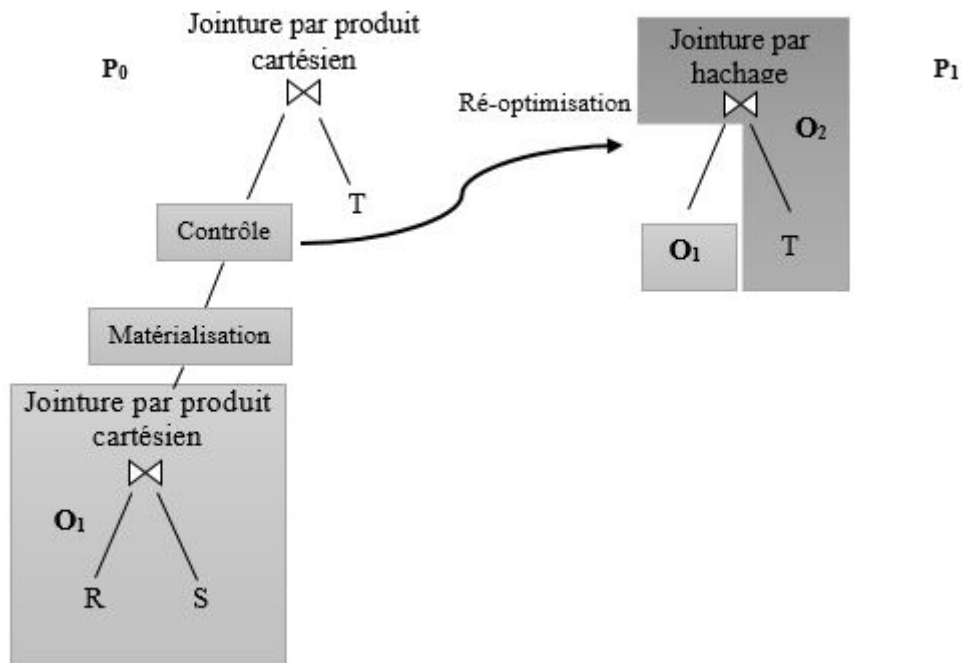 Jointure par produit
cartésien
P0
T
Contrôle
Matérialisation
Jointure par produit
cartésien
O1
R
S
Ré-optimisation
Jointure par
hachage
P1
O2
O1
T